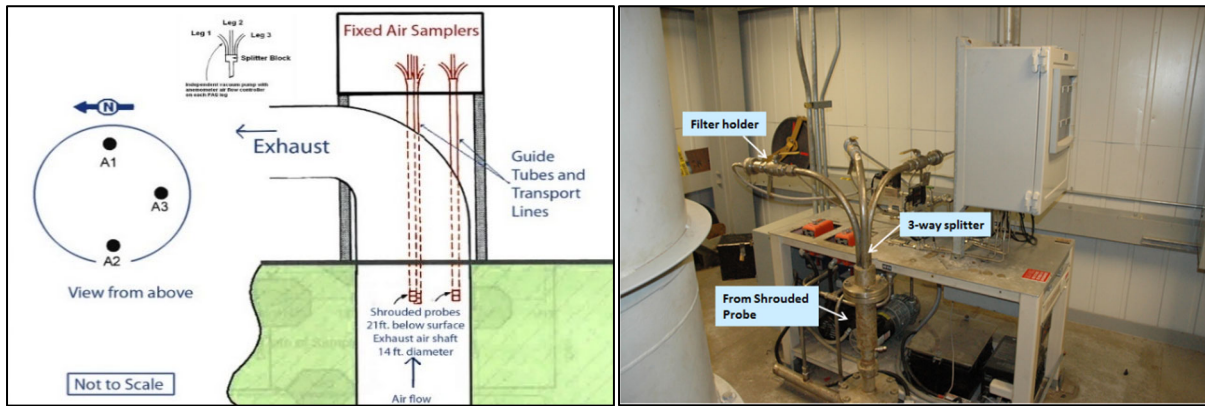 Leg 1
Leg 2
Leg 3
Splitter Block
Independent vacuum pump with
anemometer air flow controller
on each FAS leg
Fixed Air Samplers
N
A1
A3
A2
View from above
Exhaust
Guide
Tubes and
Transport
Lines
Shrouded probes
21ft. below surface
Exhaust air shaft
14 ft. diameter
Not to Scale
Air flow
Filter holder
3-way splitter
From Shrouded
Probe